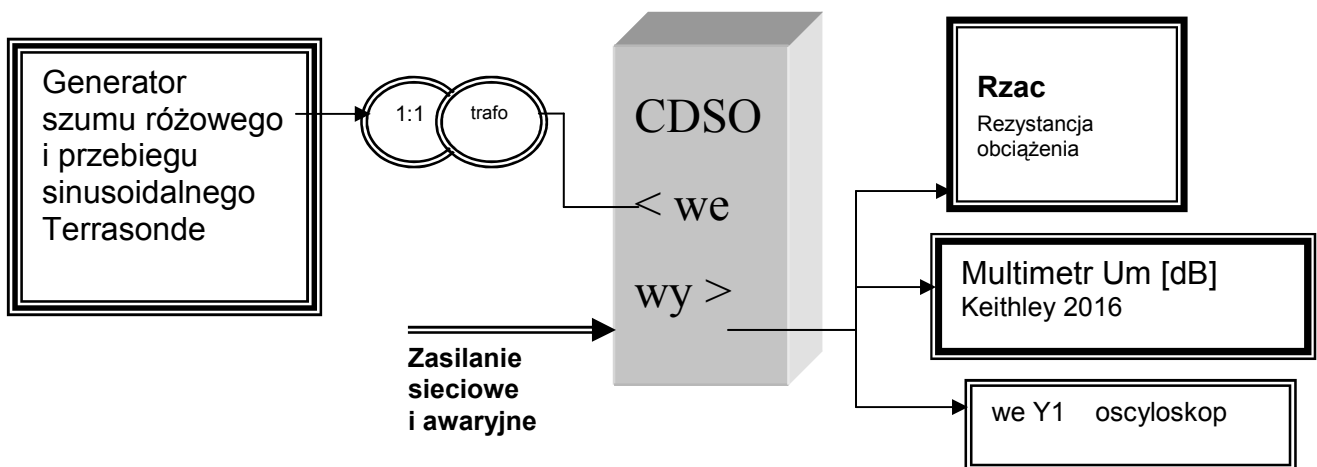 Generator
szumu różowego
i przebiegu
sinusoidalnego
Terrasonde
1:1 trafo
CDSO
< we
wy >
Zasilanie
sieciowe
i awaryjne
Rzac
Rezystancja
obciążenia
Multimetr Um [dB]
Keithley 2016
we Y1 oscyloskop